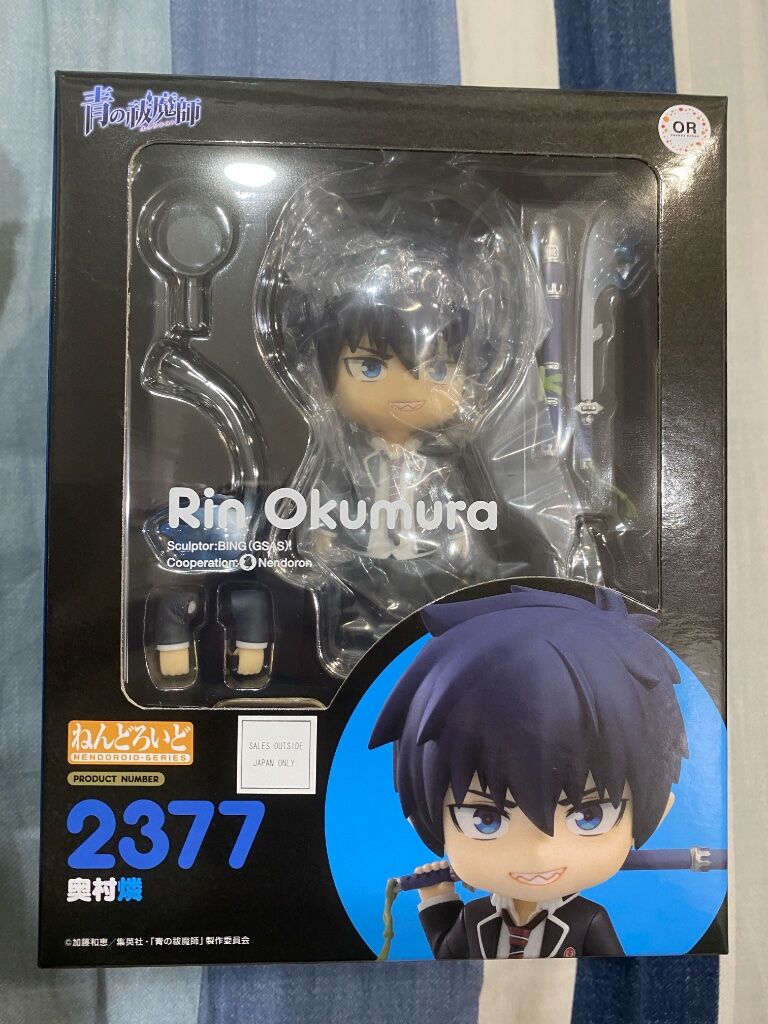 青の祓魔師
OR
Rin Okumura
Sculptor:BING(GSAS)
Cooperation: Nendoron
ねんどろいど
NENDOROID-SERIES
PRODUCT NUMBER
2377
奥村燐
SALES OUTSIDE
JAPAN ONLY
©加藤和恵／集英社・「青の祓魔師」製作委員会